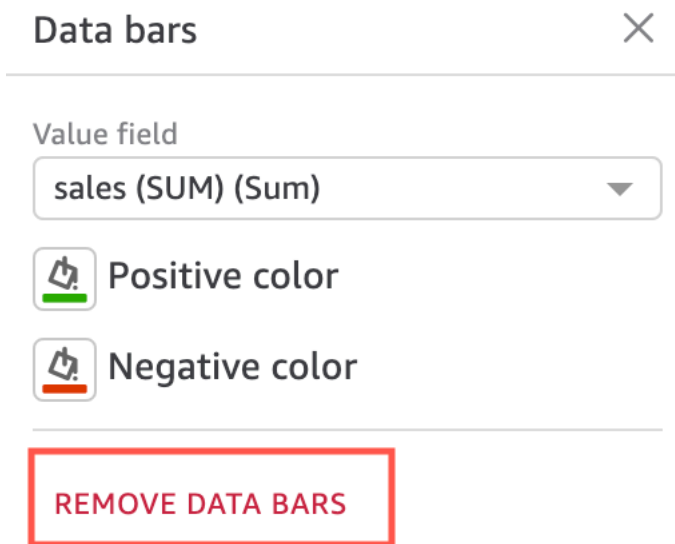 Data bars
Value field
sales (SUM) (Sum)
Positive color
Negative color
REMOVE DATA BARS